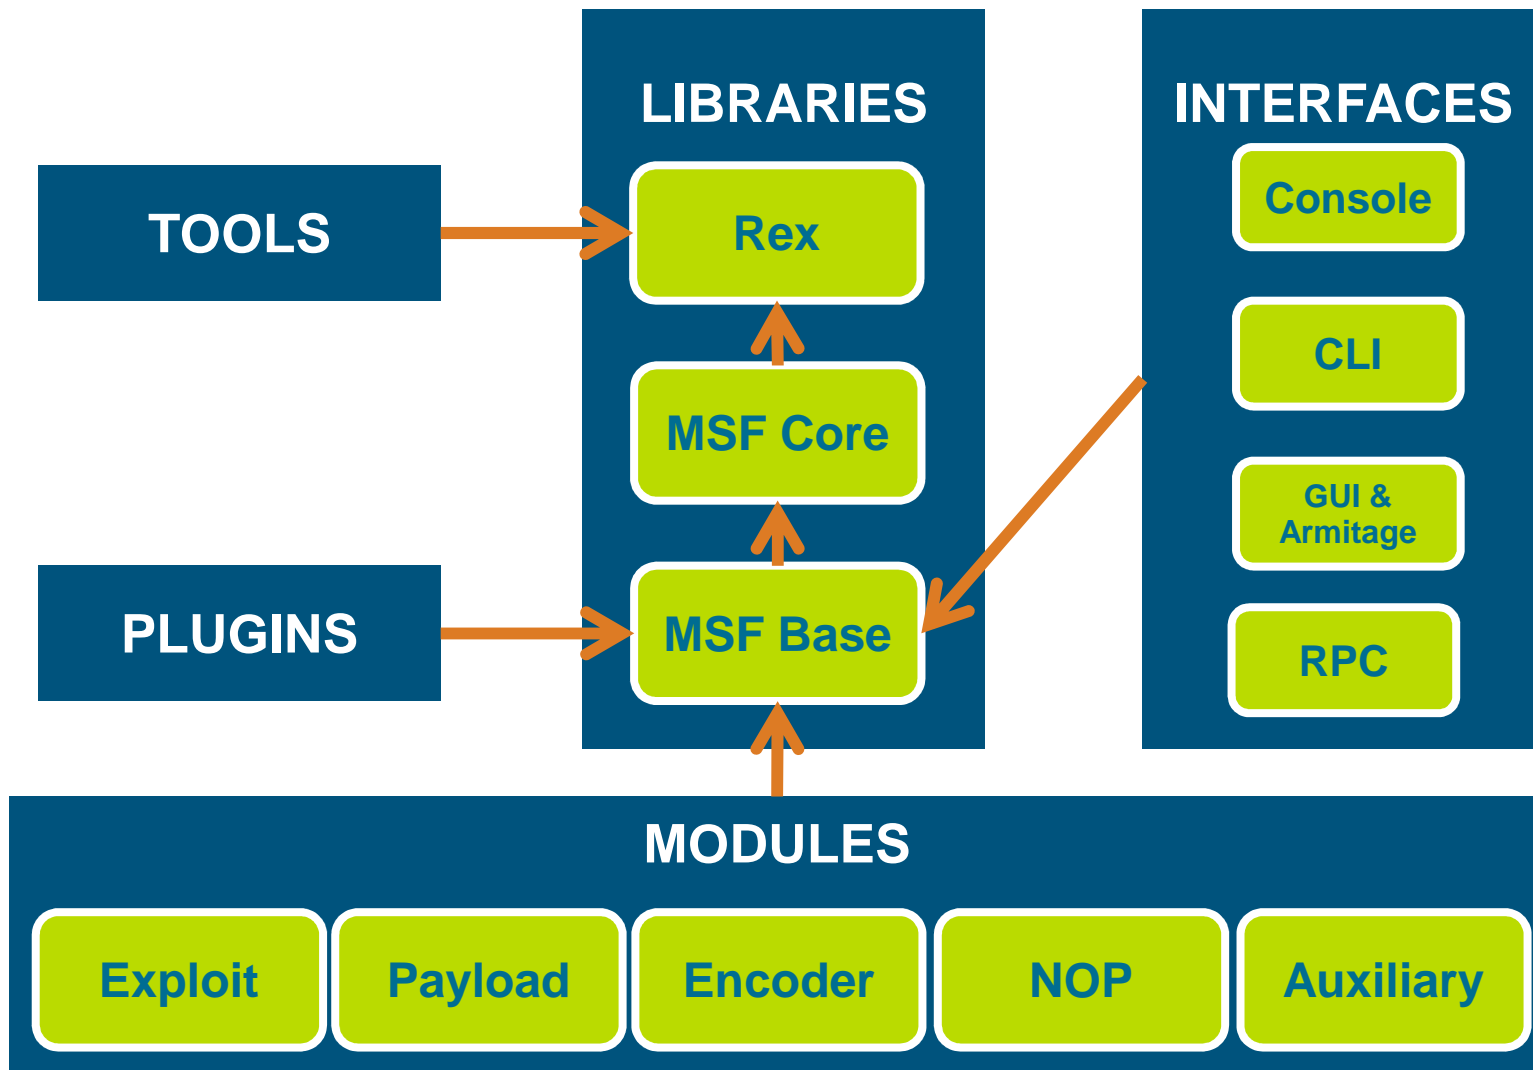 LIBRARIES
INTERFACES
TOOLS
Rex
Console
MSF Core
CLI
GUI &
Armitage
PLUGINS
MSF Base
RPC
MODULES
Exploit
Payload
Encoder
NOP
Auxiliary